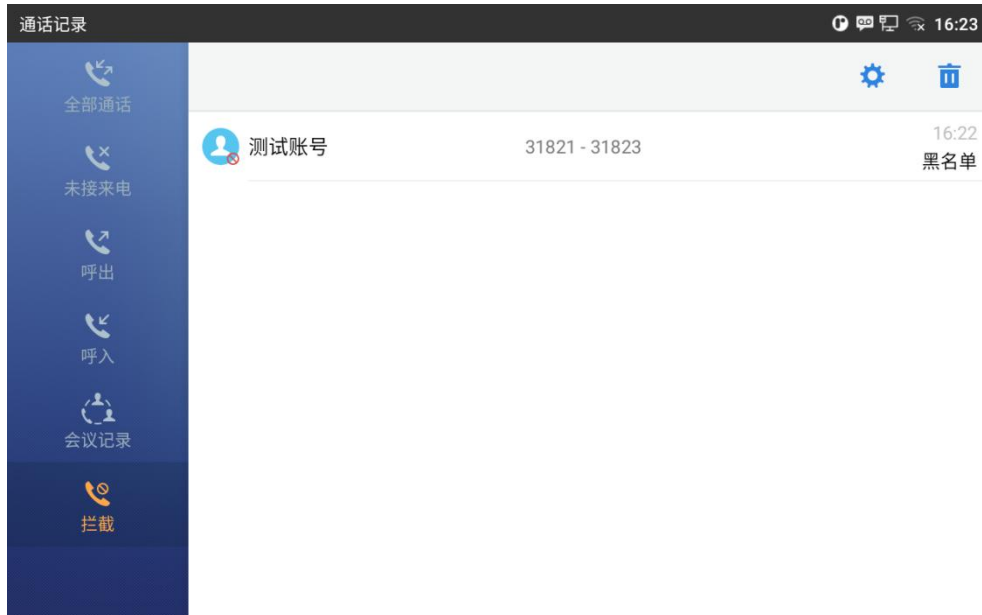 通话记录
16:23
全部通话
未接来电
呼出
呼入
会议记录
拦截
测试账号
31821 - 31823
16:22
黑名单